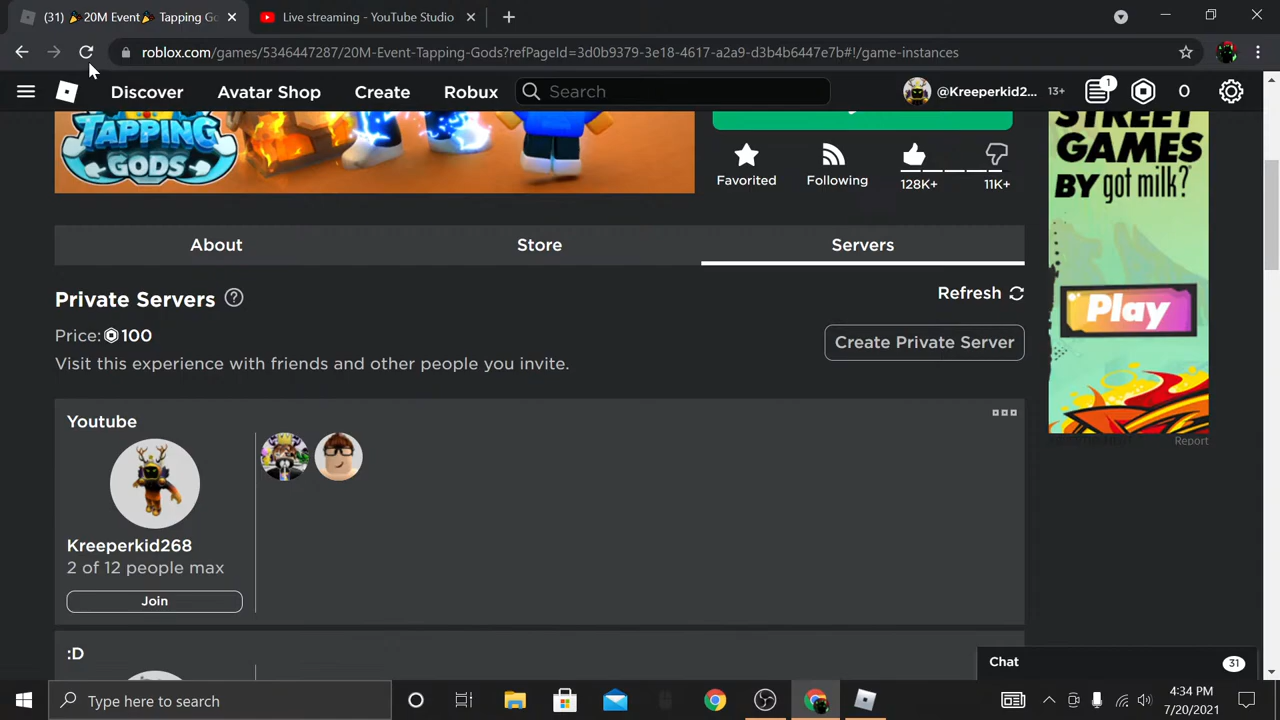 (31) 🎉20M Event🎉 Tapping Go
Live streaming - YouTube Studio
roblox.com/games/5346447287/20M-Event-Tapping-Gods?refPageId=3d0b9379-3e18-4617-a2a9-d3b4b6447e7b#!/game-instances
Discover
Avatar Shop
Create
Robux
Search
@Kreeperkid2...
13+
1
0
TAPPING
GODS
Favorited
Following
128K+
11K+
STREET
GAMES
BY got milk?
Play
Report
About
Store
Servers
Private Servers
Refresh
Price: 100
Create Private Server
Visit this experience with friends and other people you invite.
Youtube
Kreeperkid268
2 of 12 people max
Join
:D
Chat
31
Type here to search
4:34 PM
7/20/2021